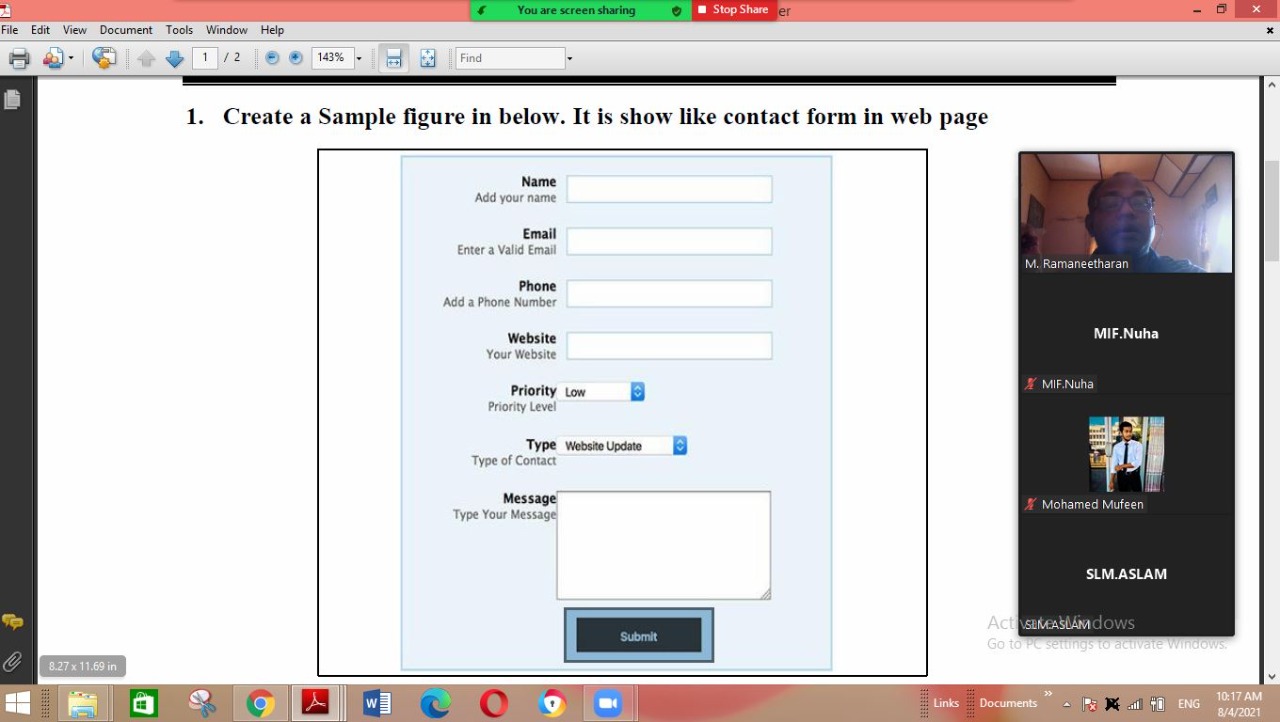 You are screen sharing
Stop Share
er
File Edit View Document Tools Window Help
1 / 2
143%
Find
1. Create a Sample figure in below. It is show like contact form in web page
Name
Add your name
Email
Enter a Valid Email
Phone
Add a Phone Number
Website
Your Website
Priority Low
Priority Level
Type Website Update
Type of Contact
Message
Type Your Message
Submit
M. Ramaneetharan
MIF.Nuha
MIF.Nuha
Mohamed Mufeen
SLM.ASLAM
SLM.ASLAM
Activate Windows
Go to PC settings to activate Windows.
8.27 x 11.69 in
Links
Documents
ENG
10:17 AM
8/4/2021